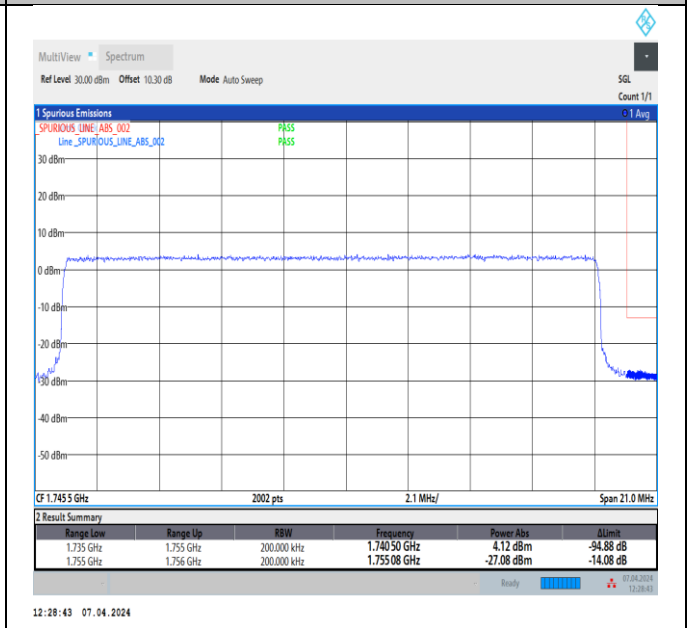 MultiView Spectrum
Ref Level 30.00 dBm Offset 10.30 dB Mode Auto Sweep SGL
Count 1/1
1 Spurious Emissions 1 Avg
_SPURIOUS_LINE_ABS_002 PASS
Line _SPURIOUS_LINE_ABS_002 PASS
30 dBm
20 dBm
10 dBm
0 dBm
-10 dBm
-20 dBm
-30 dBm
-40 dBm
-50 dBm
CF 1.745 5 GHz 2002 pts 2.1 MHz/ Span 21.0 MHz
2 Result Summary
Range Low Range Up RBW Frequency Power Abs ΔLimit
1.735 GHz 1.755 GHz 200.000 kHz 1.740 50 GHz 4.12 dBm -94.88 dB
1.755 GHz 1.756 GHz 200.000 kHz 1.755 08 GHz -27.08 dBm -14.08 dB
Ready 07.04.2024
12:28:43
12:28:43 07.04.2024